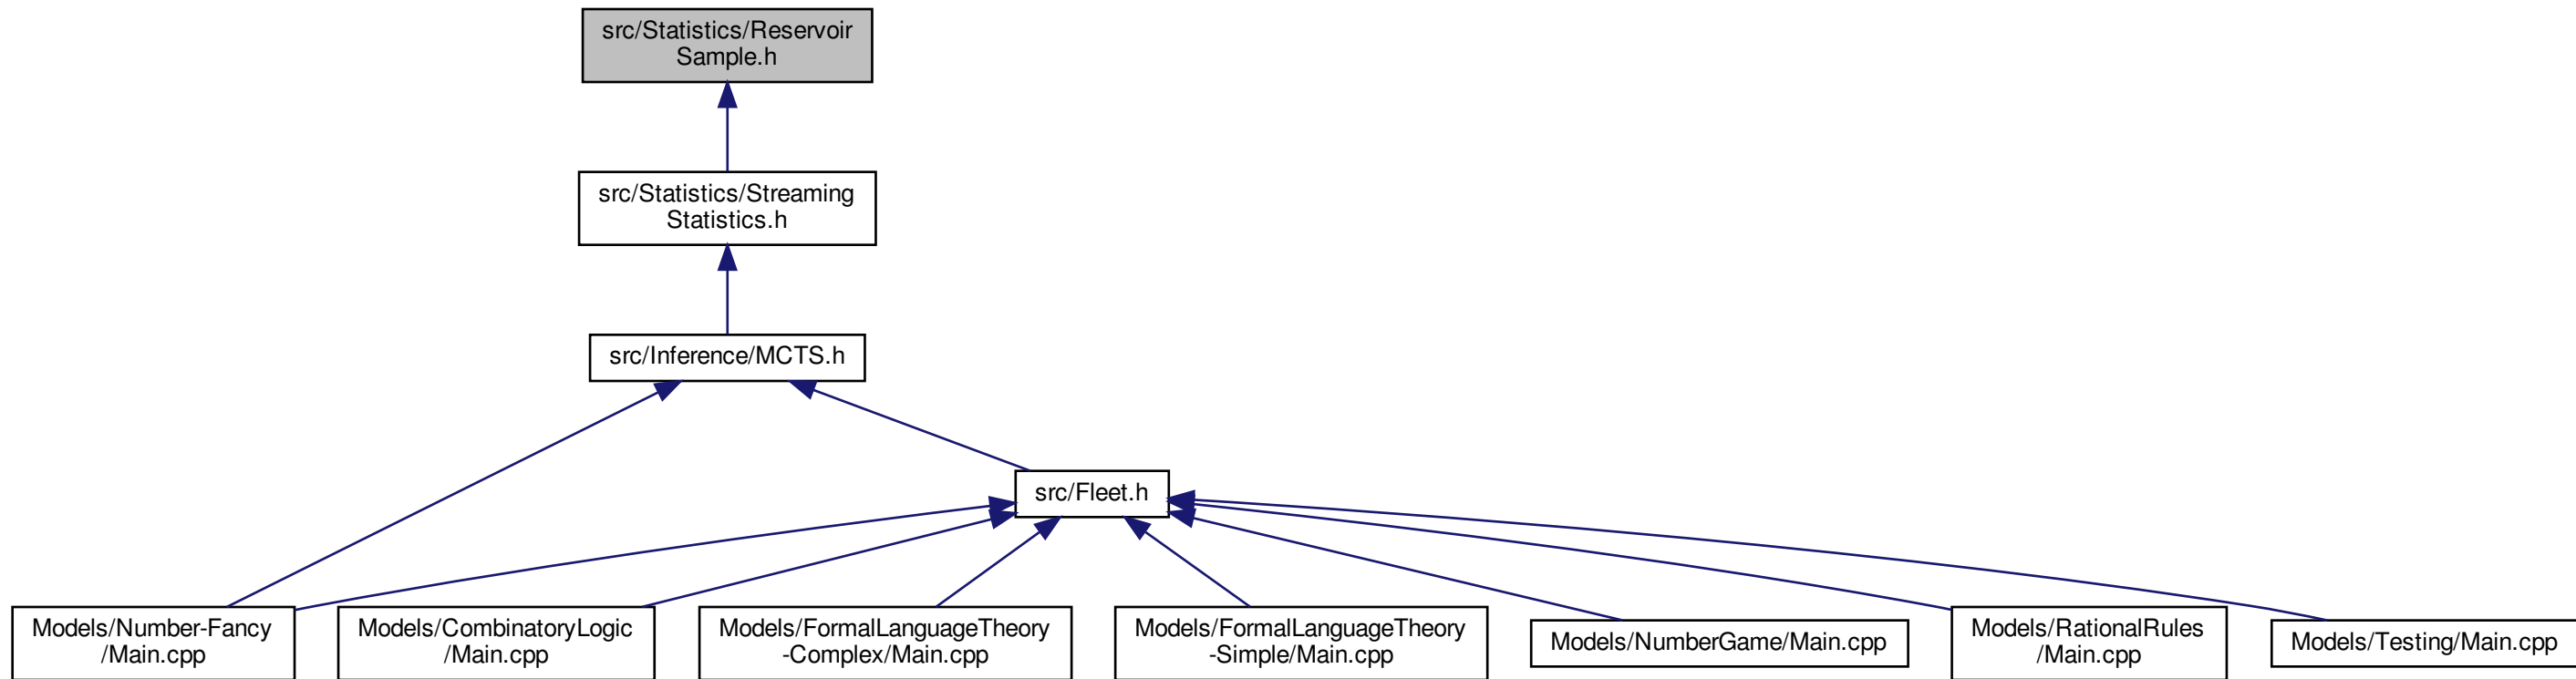 src/Statistics/Reservoir
Sample.h
src/Statistics/Streaming
Statistics.h
src/Inference/MCTS.h
src/Fleet.h
Models/Number-Fancy
/Main.cpp
Models/CombinatoryLogic
/Main.cpp
Models/FormalLanguageTheory
-Complex/Main.cpp
Models/FormalLanguageTheory
-Simple/Main.cpp
Models/NumberGame/Main.cpp
Models/RationalRules
/Main.cpp
Models/Testing/Main.cpp